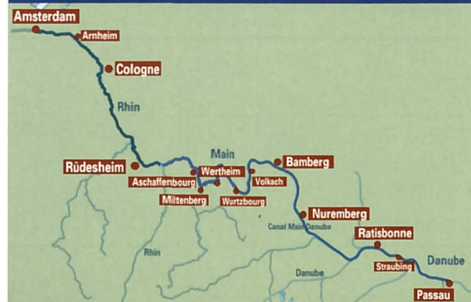 Amsterdam
Arnheim
Cologne
Rhin
Rüdesheim
Main
Wertheim
Aschaffenbourg
Miltenberg
Wurtzbourg
Volkach
Bamberg
Nuremberg
Canal Main Danube
Rhin
Ratisbonne
Straubing
Danube
Danube
Passau